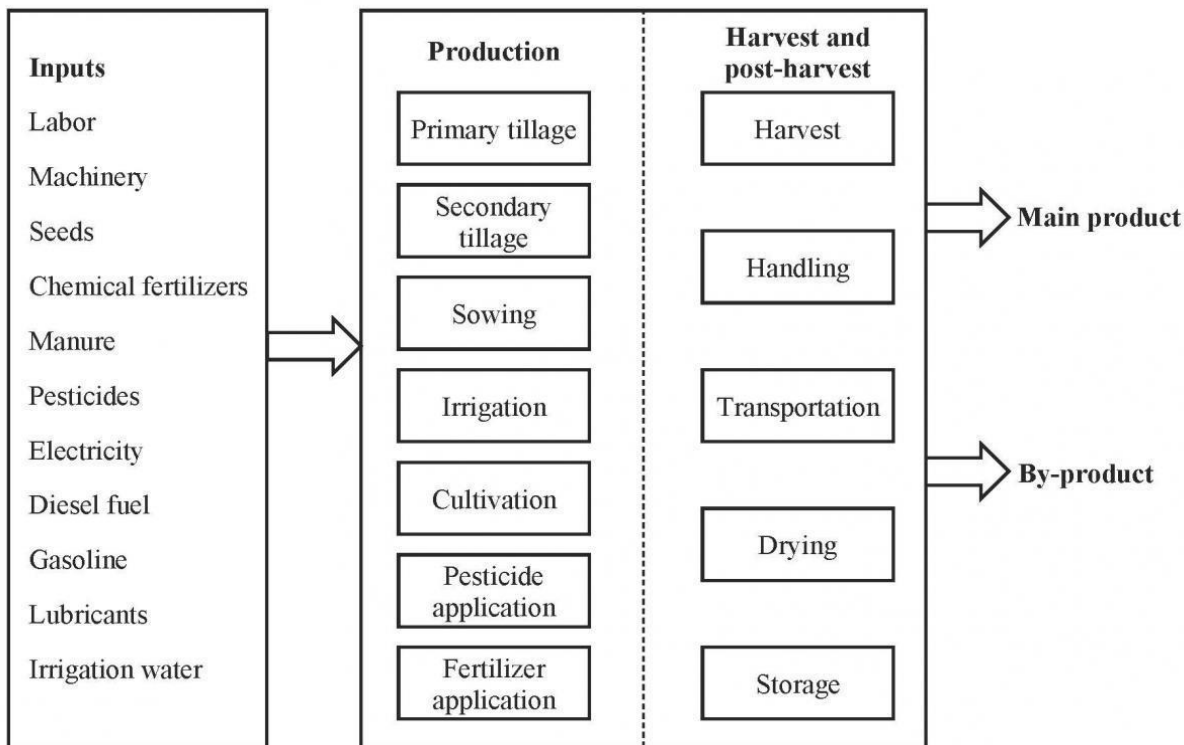 Inputs
Labor
Machinery
Seeds
Chemical fertilizers
Manure
Pesticides
Electricity
Diesel fuel
Gasoline
Lubricants
Irrigation water
Production
Primary tillage
Secondary
tillage
Sowing
Irrigation
Cultivation
Pesticide
application
Fertilizer
application
Harvest and
post-harvest
Harvest
Handling
Transportation
Drying
Storage
Main product
By-product